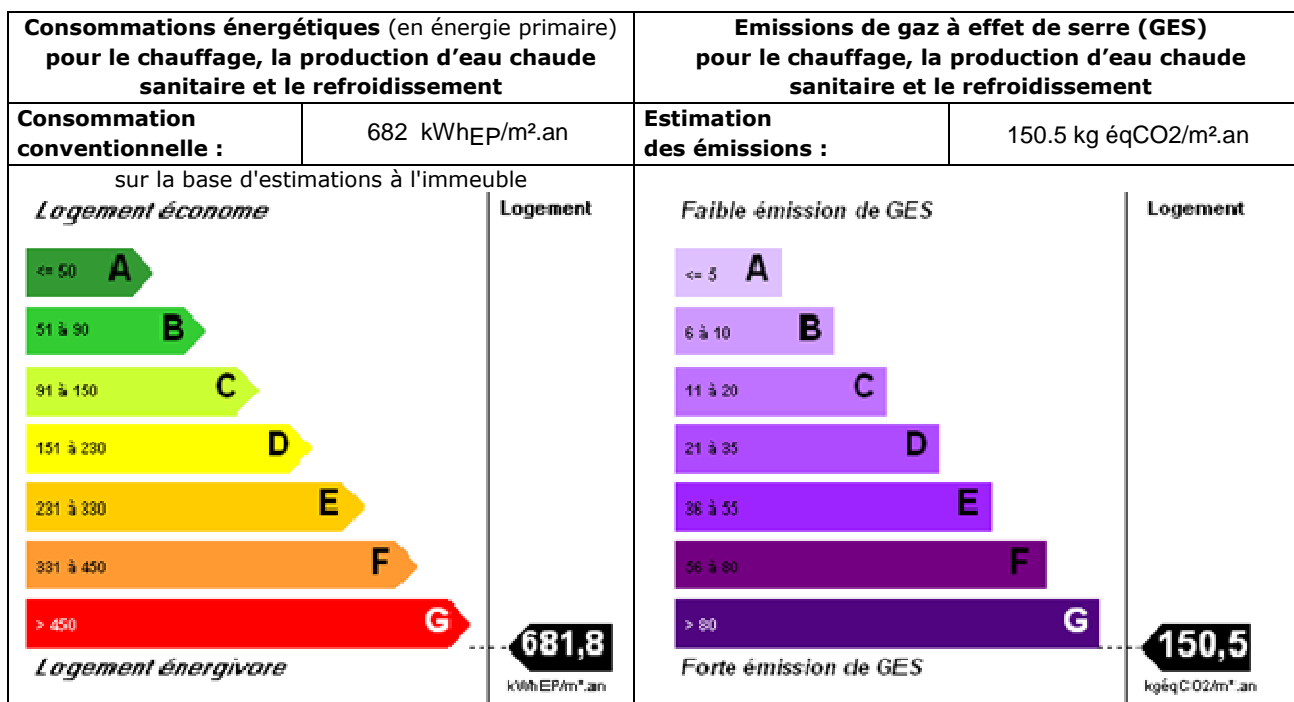 Consommations énergétiques (en énergie primaire)
pour le chauffage, la production d’eau chaude
sanitaire et le refroidissement
Emissions de gaz à effet de serre (GES)
pour le chauffage, la production d’eau chaude
sanitaire et le refroidissement
Consommation
conventionnelle :
682 kWhEP/m².an
Estimation
des émissions :
150.5 kg éqCO2/m².an
sur la base d'estimations à l'immeuble
Logement économe
Logement
<= 50 A
51 à 90 B
91 à 150 C
151 à 230 D
231 à 330 E
331 à 450 F
> 450 G
681,8
kWhEP/m².an
Logement énergivore
Faible émission de GES
Logement
<= 5 A
6 à 10 B
11 à 20 C
21 à 35 D
36 à 55 E
56 à 80 F
> 80 G
150,5
kgéqCO2/m².an
Forte émission de GES